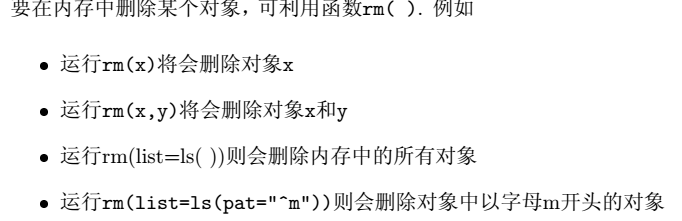 要在内存中删除某个对象, 可利用函数rm( ). 例如
• 运行rm(x)将会删除对象x
• 运行rm(x,y)将会删除对象x和y
• 运行rm(list=ls( ))则会删除内存中的所有对象
• 运行rm(list=ls(pat="^m"))则会删除对象中以字母m开头的对象